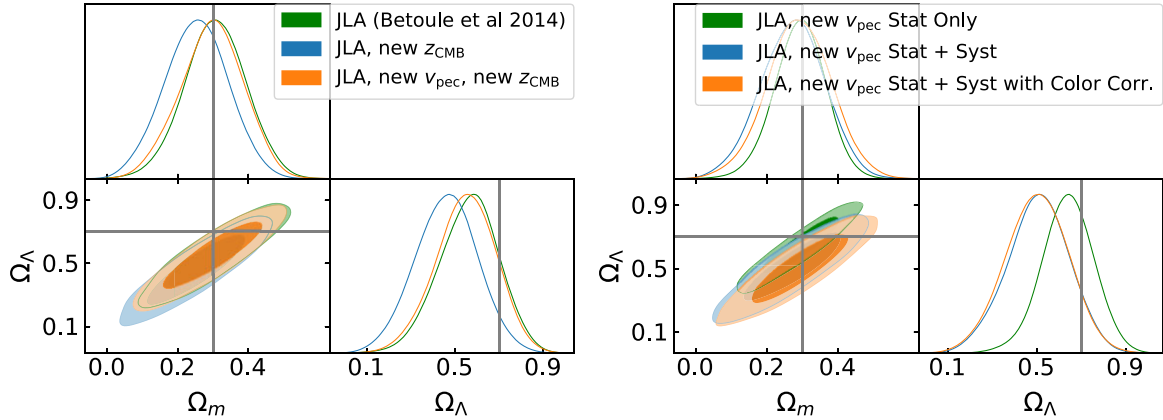 JLA (Betoule et al 2014)
JLA, new z_CMB
JLA, new v_pec, new z_CMB
0.9
0.5
0.1
Ω_Λ
0.0 0.2 0.4
Ω_m
0.1 0.5 0.9
Ω_Λ
JLA, new v_pec Stat Only
JLA, new v_pec Stat + Syst
JLA, new v_pec Stat + Syst with Color Corr.
0.9
0.5
0.1
Ω_Λ
0.0 0.2 0.4
Ω_m
0.1 0.5 0.9
Ω_Λ